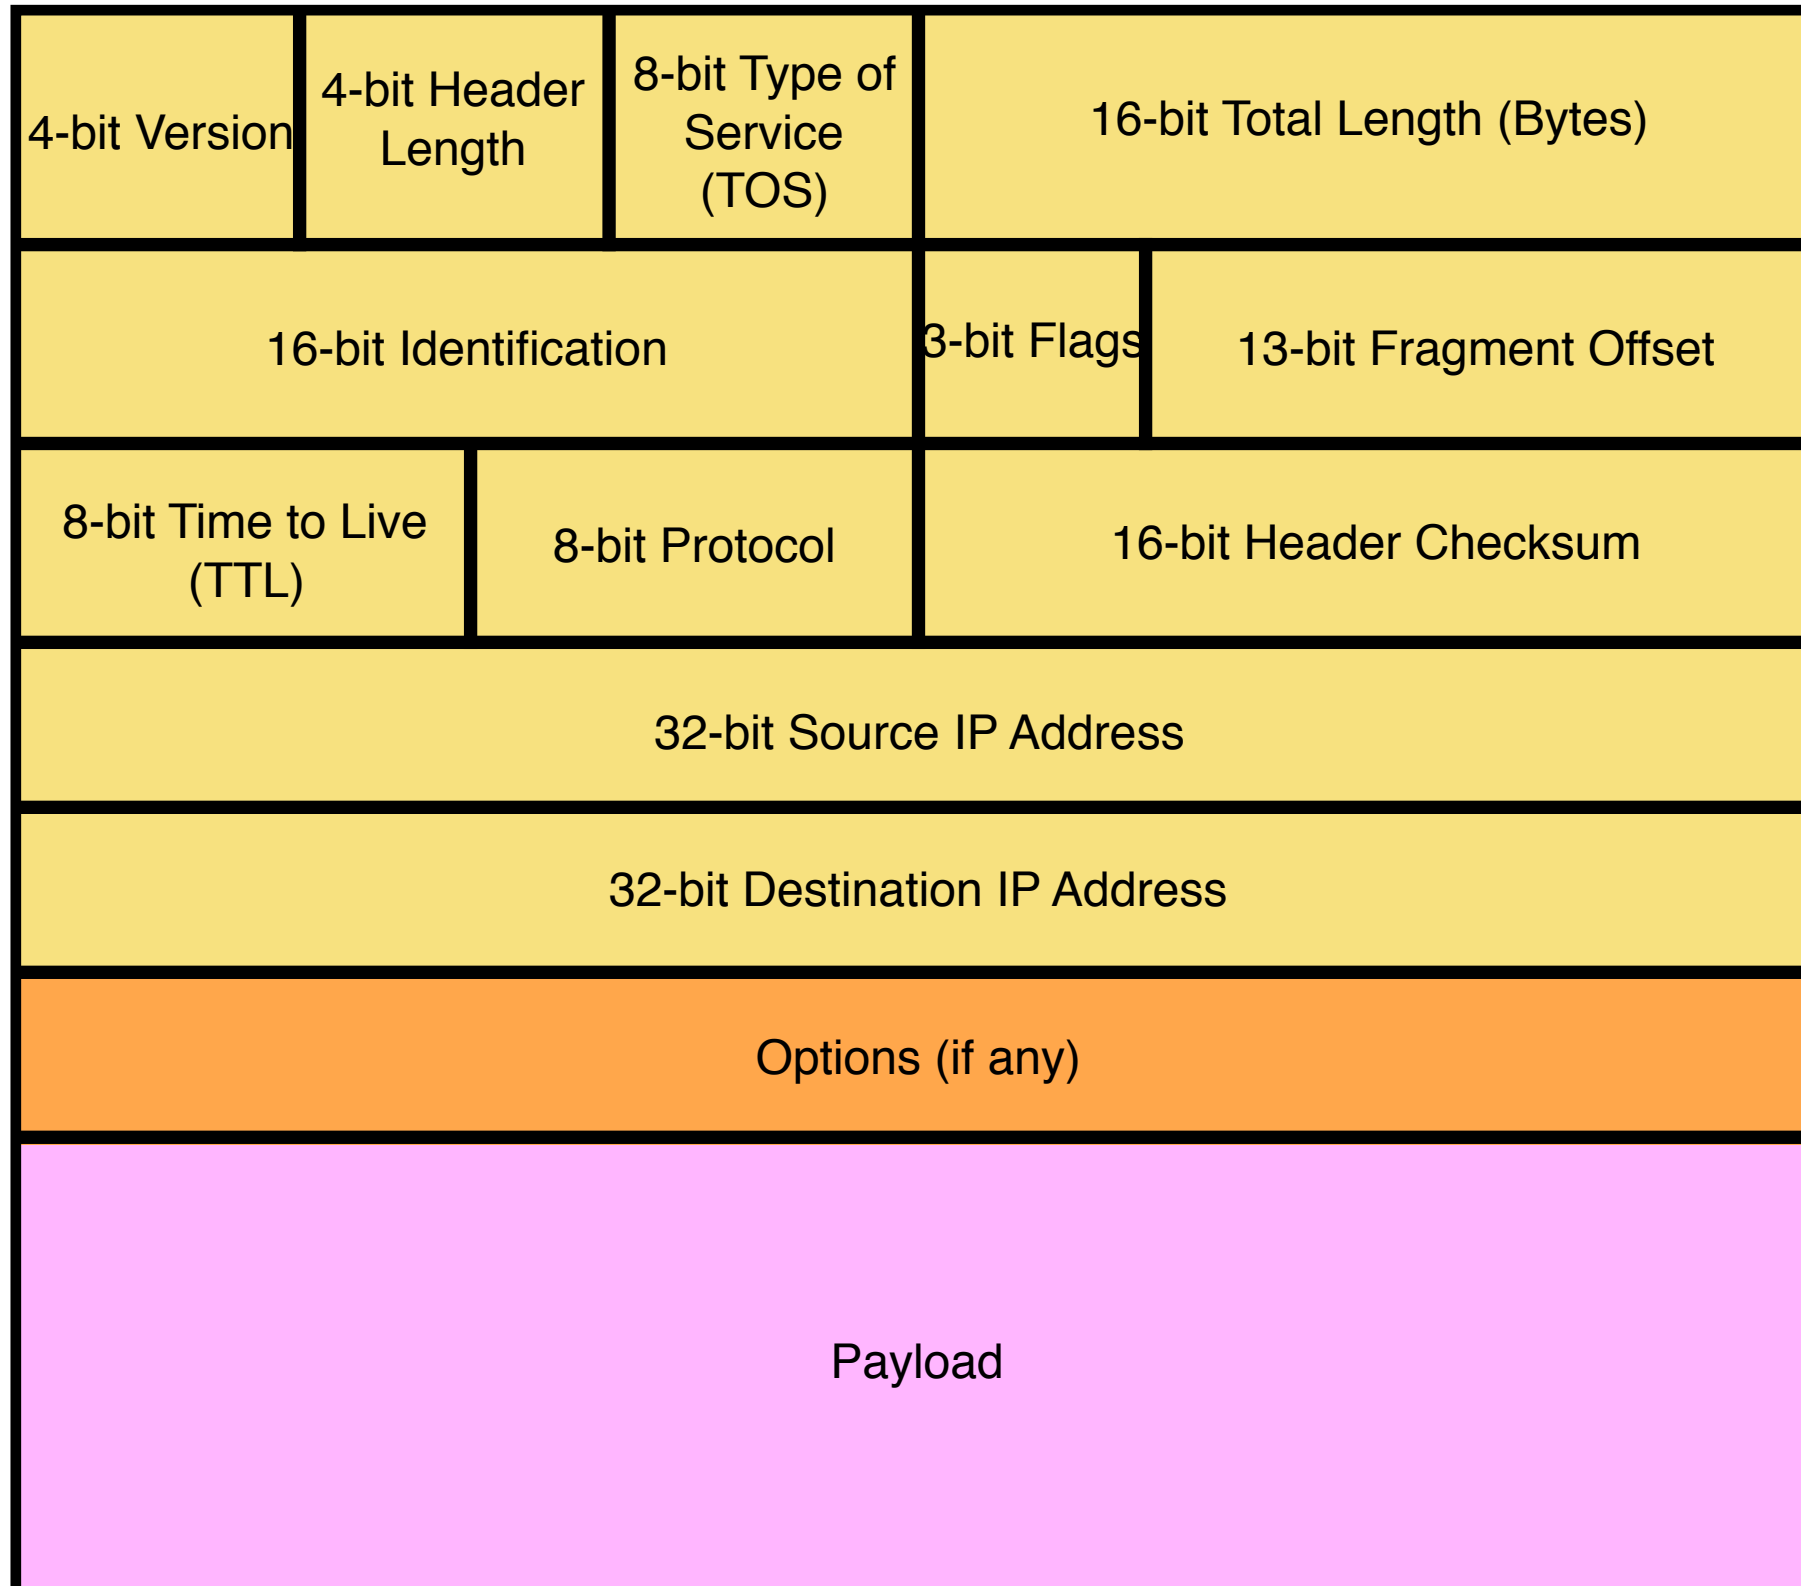 4-bit Version
4-bit Header
Length
8-bit Type of
Service
(TOS)
16-bit Total Length (Bytes)
16-bit Identification
3-bit Flags
13-bit Fragment Offset
8-bit Time to Live
(TTL)
8-bit Protocol
16-bit Header Checksum
32-bit Source IP Address
32-bit Destination IP Address
Options (if any)
Payload